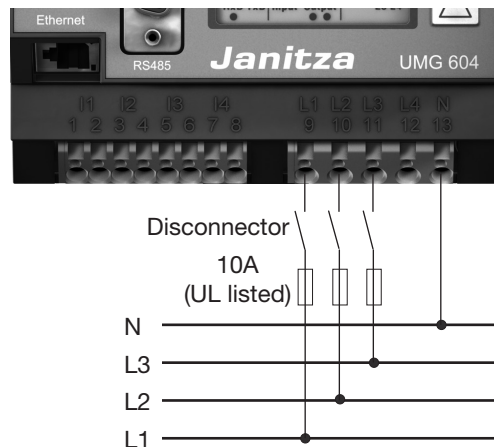 Ethernet
RS485
Janitza
UMG 604
I1 I2 I3 I4 L1 L2 L3 L4 N
1 2 3 4 5 6 7 8 9 10 11 12 13
Disconnector
10A
(UL listed)
N
L3
L2
L1